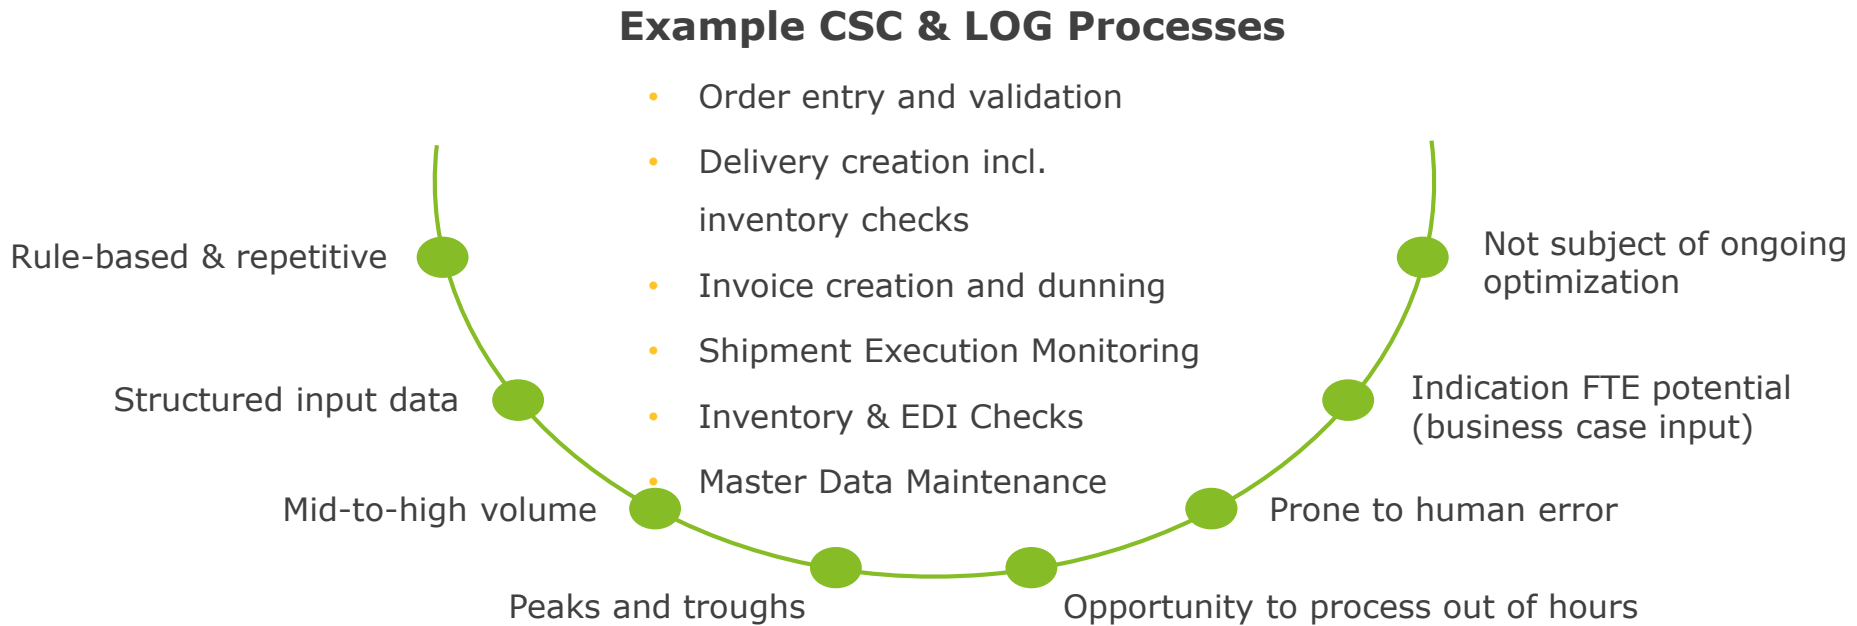 Example CSC & LOG Processes
• Order entry and validation
• Delivery creation incl.
inventory checks
• Invoice creation and dunning
• Shipment Execution Monitoring
• Inventory & EDI Checks
• Master Data Maintenance
Rule-based & repetitive
Structured input data
Mid-to-high volume
Peaks and troughs
Opportunity to process out of hours
Prone to human error
Indication FTE potential
(business case input)
Not subject of ongoing
optimization